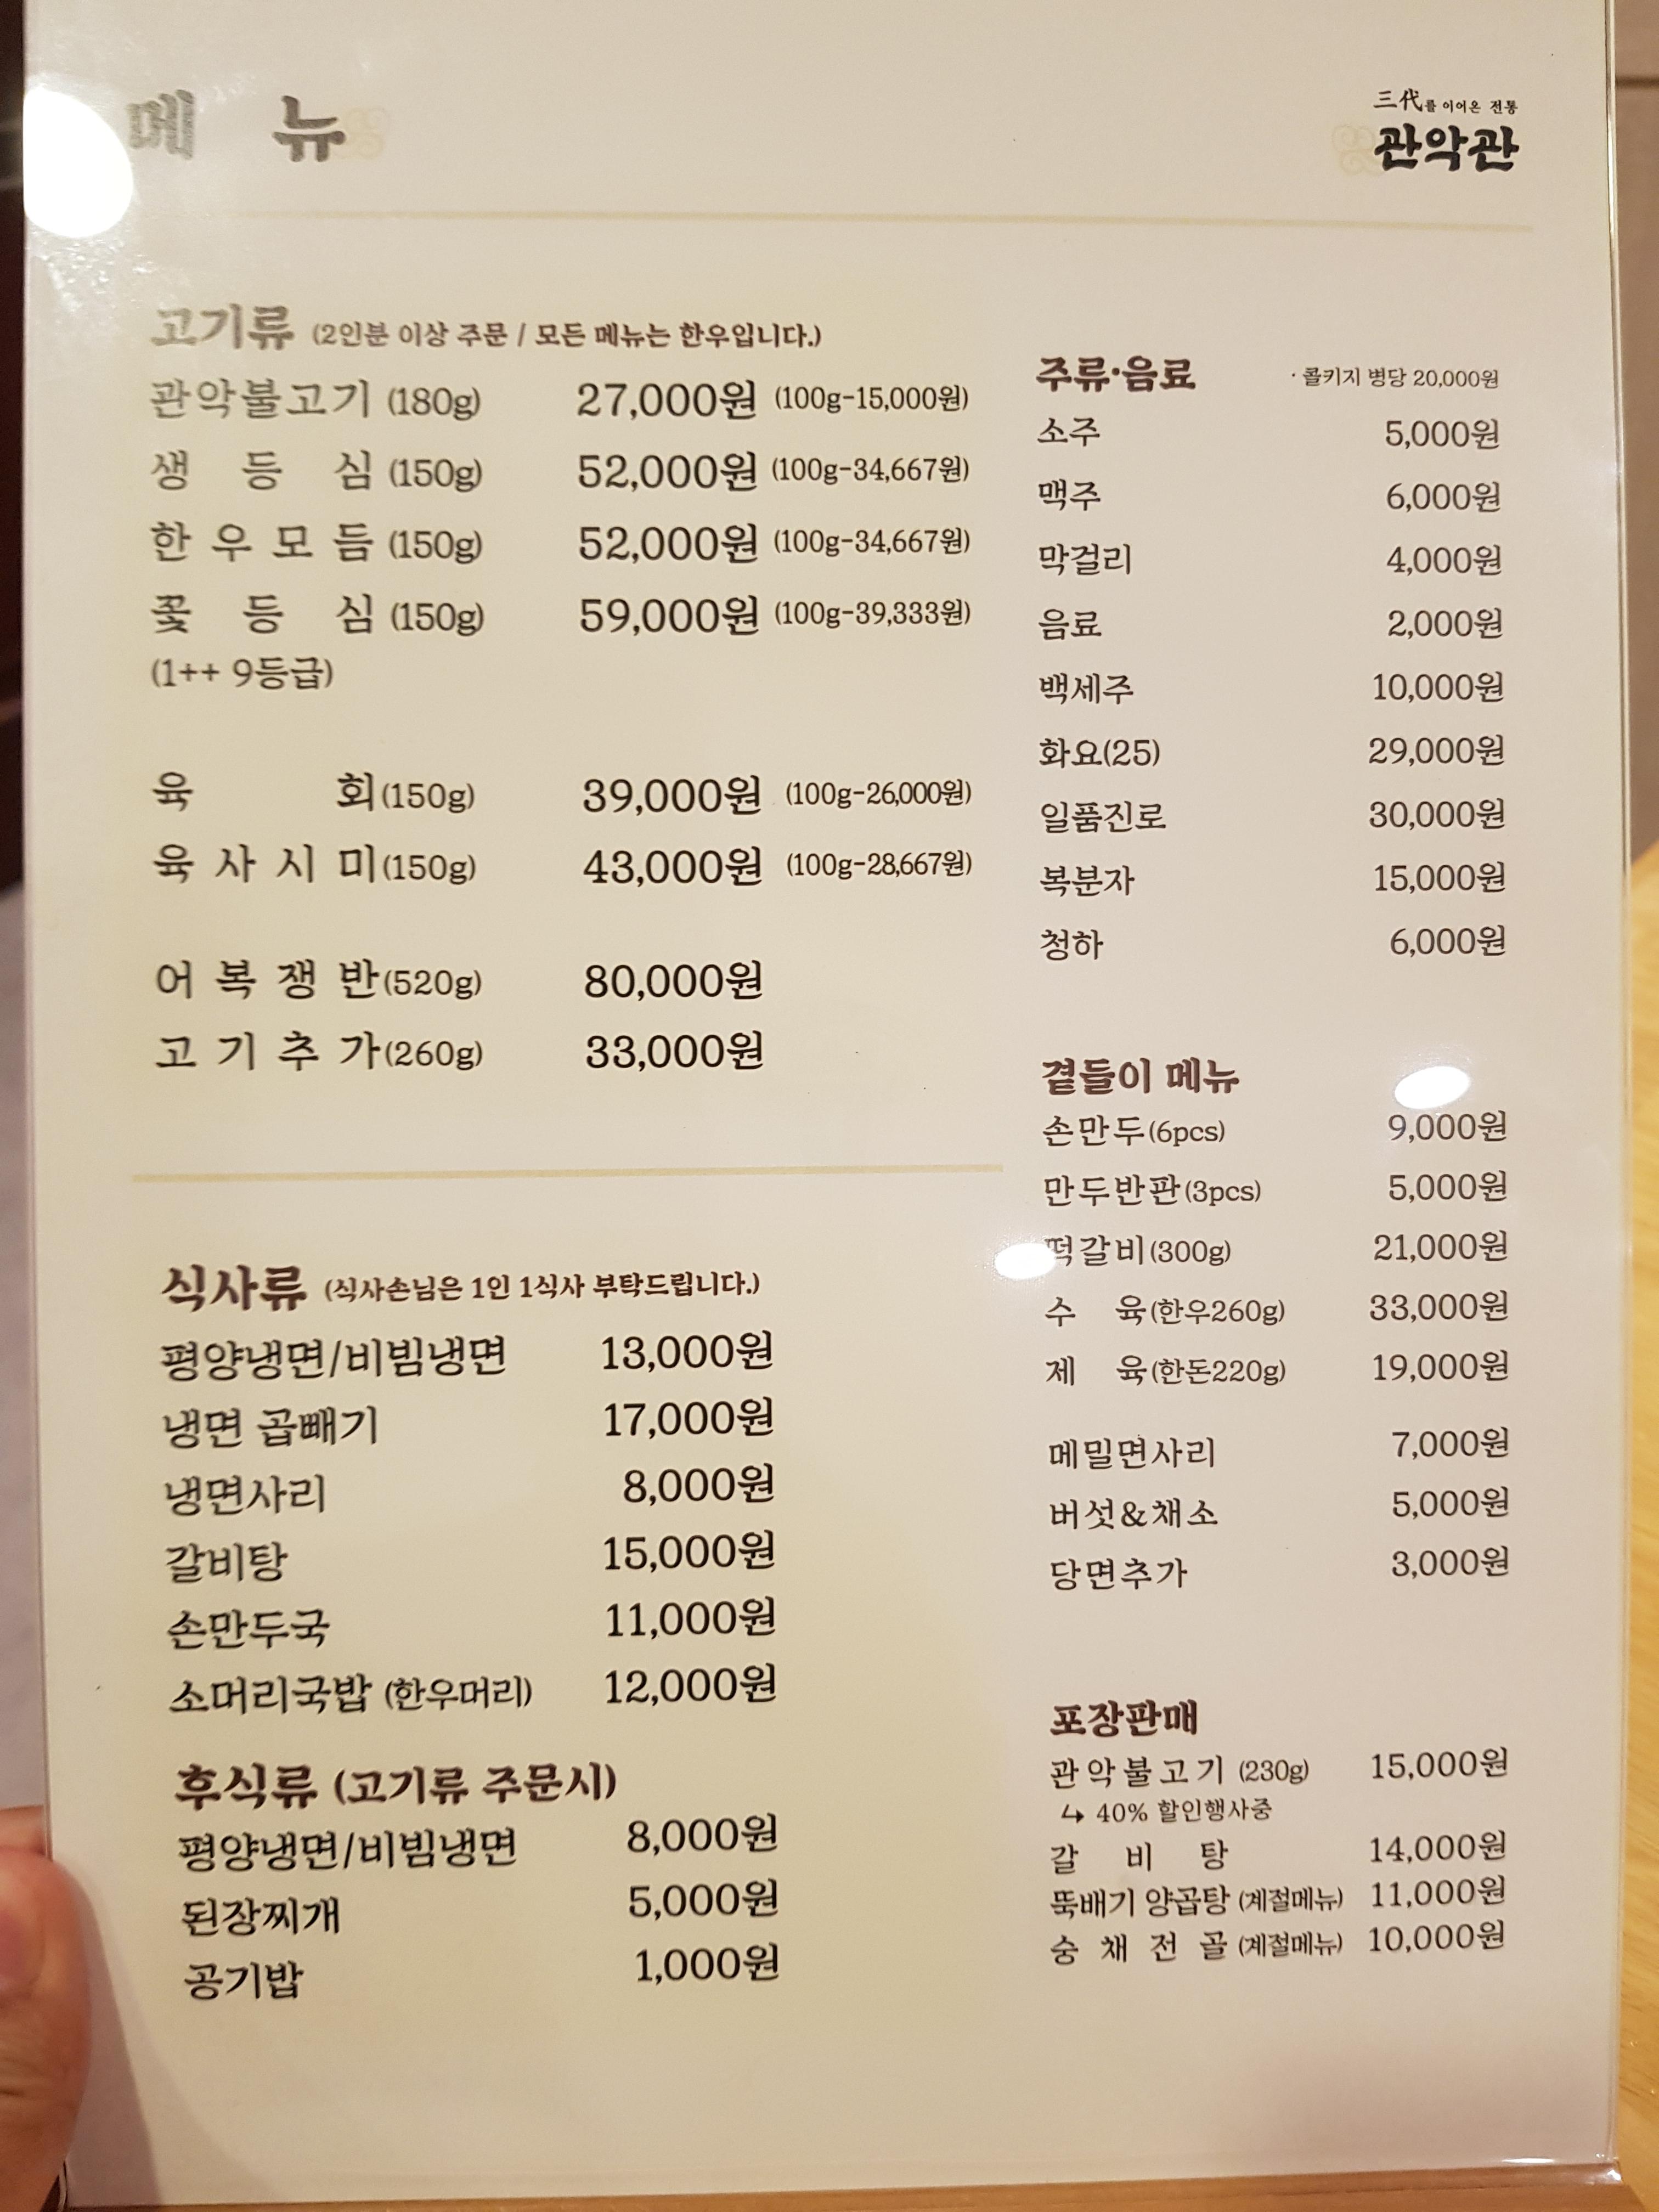 메 뉴
三代를 이어온 전통
관악관
고기류 (2인분 이상 주문 / 모든 메뉴는 한우입니다.)
관악불고기 (180g) 27,000원 (100g-15,000원)
생 등 심 (150g) 52,000원 (100g-34,667원)
한 우 모 듬 (150g) 52,000원 (100g-34,667원)
꽃 등 심 (150g) 59,000원 (100g-39,333원)
(1++ 9등급)
육 회(150g) 39,000원 (100g-26,000원)
육 사 시 미(150g) 43,000원 (100g-28,667원)
어 복 쟁 반(520g) 80,000원
고 기 추 가(260g) 33,000원
식사류 (식사손님은 1인 1식사 부탁드립니다.)
평양냉면/비빔냉면 13,000원
냉면 곱빼기 17,000원
냉면사리 8,000원
갈비탕 15,000원
손만두국 11,000원
소머리국밥 (한우머리) 12,000원
후식류 (고기류 주문시)
평양냉면/비빔냉면 8,000원
된장찌개 5,000원
공기밥 1,000원
주류·음료 · 콜키지 병당 20,000원
소주 5,000원
맥주 6,000원
막걸리 4,000원
음료 2,000원
백세주 10,000원
화요(25) 29,000원
일품진로 30,000원
복분자 15,000원
청하 6,000원
곁들이 메뉴
손만두(6pcs) 9,000원
만두반판(3pcs) 5,000원
떡갈비(300g) 21,000원
수 육(한우260g) 33,000원
제 육(한돈220g) 19,000원
메밀면사리 7,000원
버섯&채소 5,000원
당면추가 3,000원
포장판매
관악불고기 (230g) 15,000원
↳ 40% 할인행사중
갈 비 탕 14,000원
뚝배기 양곱탕 (계절메뉴) 11,000원
숭 채 전 골 (계절메뉴) 10,000원